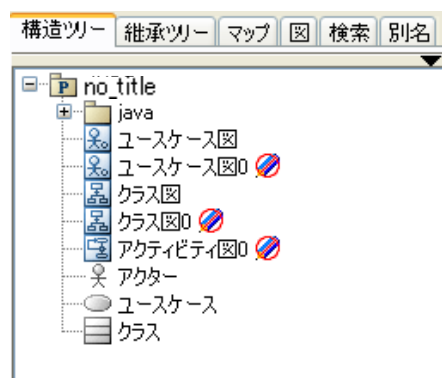 構造ツリー 継承ツリー マップ 図 検索 別名
no_title
java
ユースケース図
ユースケース図0
クラス図
クラス図0
アクティビティ図0
アクター
ユースケース
クラス